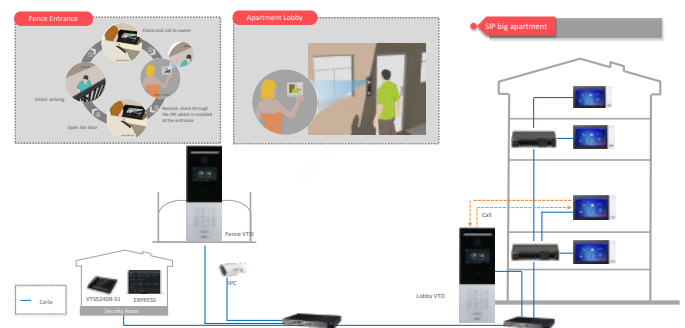 Fence Entrance
Check and call to owner
Visitor arriving
Remote check through
the IPC which is installed
at the entrance
Open the door
Apartment Lobby
SIP big apartment
Call
Fence VTO
IPC
Lobby VTO
VTS5240B-S1
EXPRESS
Security Room
Cat5e